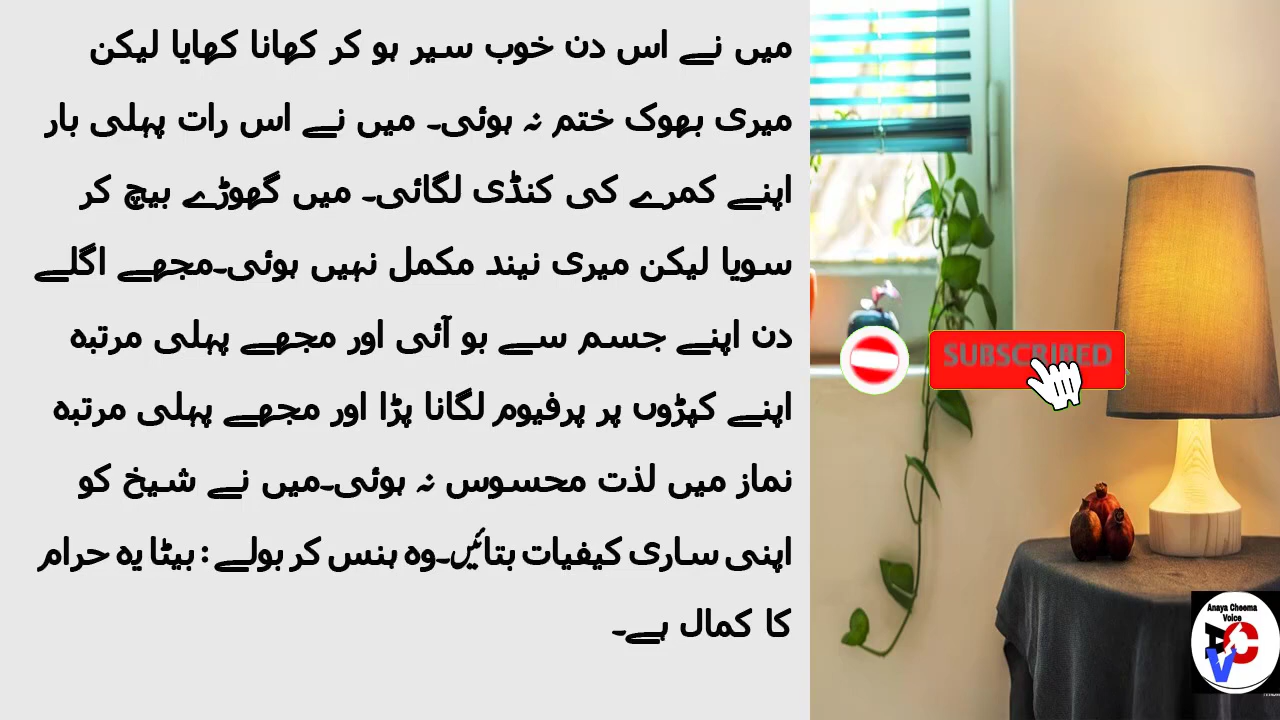 میں نے اس دن خوب سیر ہو کر کھانا کھایا لیکن
میری بھوک ختم نہ ہوئی۔ میں نے اس رات پہلی بار
اپنے کمرے کی کنڈی لگائی۔ میں گھوڑے بیچ کر
سویا لیکن میری نیند مکمل نہیں ہوئی۔مجھے اگلے
دن اپنے جسم سے بو آئی اور مجھے پہلی مرتبہ
اپنے کپڑوں پر پرفیوم لگانا پڑا اور مجھے پہلی مرتبہ
نماز میں لذت محسوس نہ ہوئی۔میں نے شیخ کو
اپنی ساری کیفیات بتائیں۔وہ ہنس کر بولے : بیٹا یہ حرام
کا کمال ہے۔
SUBSCRIBED
Anaya Cheema
Voice
ACV